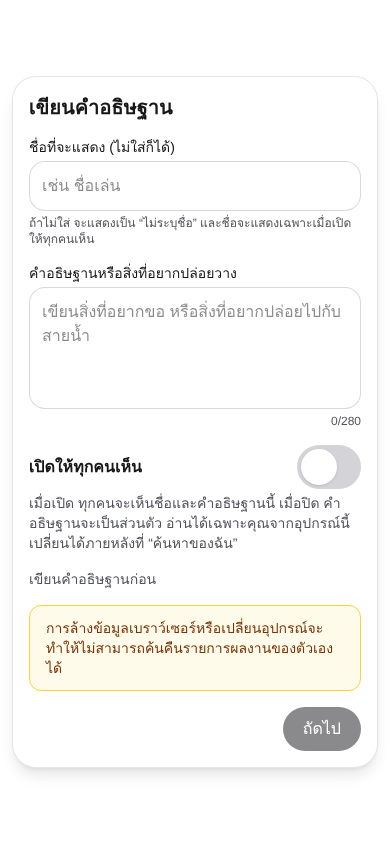 เขียนคำอธิษฐาน
ชื่อที่จะแสดง (ไม่ใส่ก็ได้)
เช่น ชื่อเล่น
ถ้าไม่ใส่ จะแสดงเป็น “ไม่ระบุชื่อ” และชื่อจะแสดงเฉพาะเมื่อเปิด
ให้ทุกคนเห็น
คำอธิษฐานหรือสิ่งที่อยากปล่อยวาง
เขียนสิ่งที่อยากขอ หรือสิ่งที่อยากปล่อยไปกับ
สายน้ำ
0/280
เปิดให้ทุกคนเห็น
เมื่อเปิด ทุกคนจะเห็นชื่อและคำอธิษฐานนี้ เมื่อปิด คำ
อธิษฐานจะเป็นส่วนตัว อ่านได้เฉพาะคุณจากอุปกรณ์นี้
เปลี่ยนได้ภายหลังที่ “ค้นหาของฉัน”
เขียนคำอธิษฐานก่อน
การล้างข้อมูลเบราว์เซอร์หรือเปลี่ยนอุปกรณ์จะ
ทำให้ไม่สามารถค้นคืนรายการผลงานของตัวเอง
ได้
ถัดไป